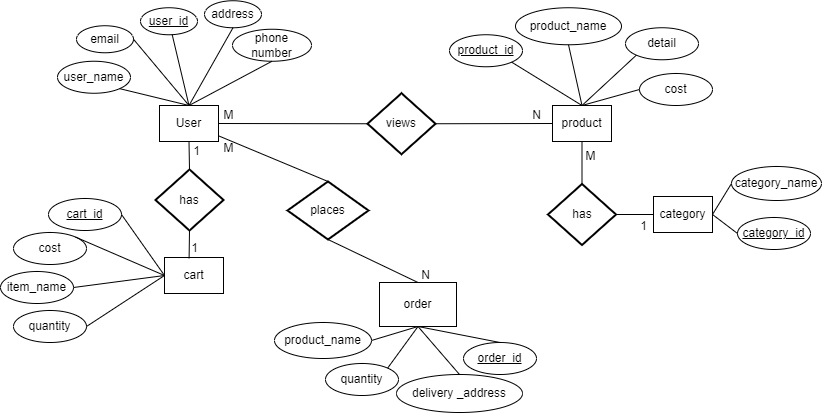 address
user_id
product_name
email
phone
number
detail
product_id
user_name
cost
User
M
views
N
product
1
M
M
has
places
has
1
category
category_name
category_id
cart_id
cost
1
cart
N
item_name
order
quantity
product_name
order_id
quantity
delivery _address